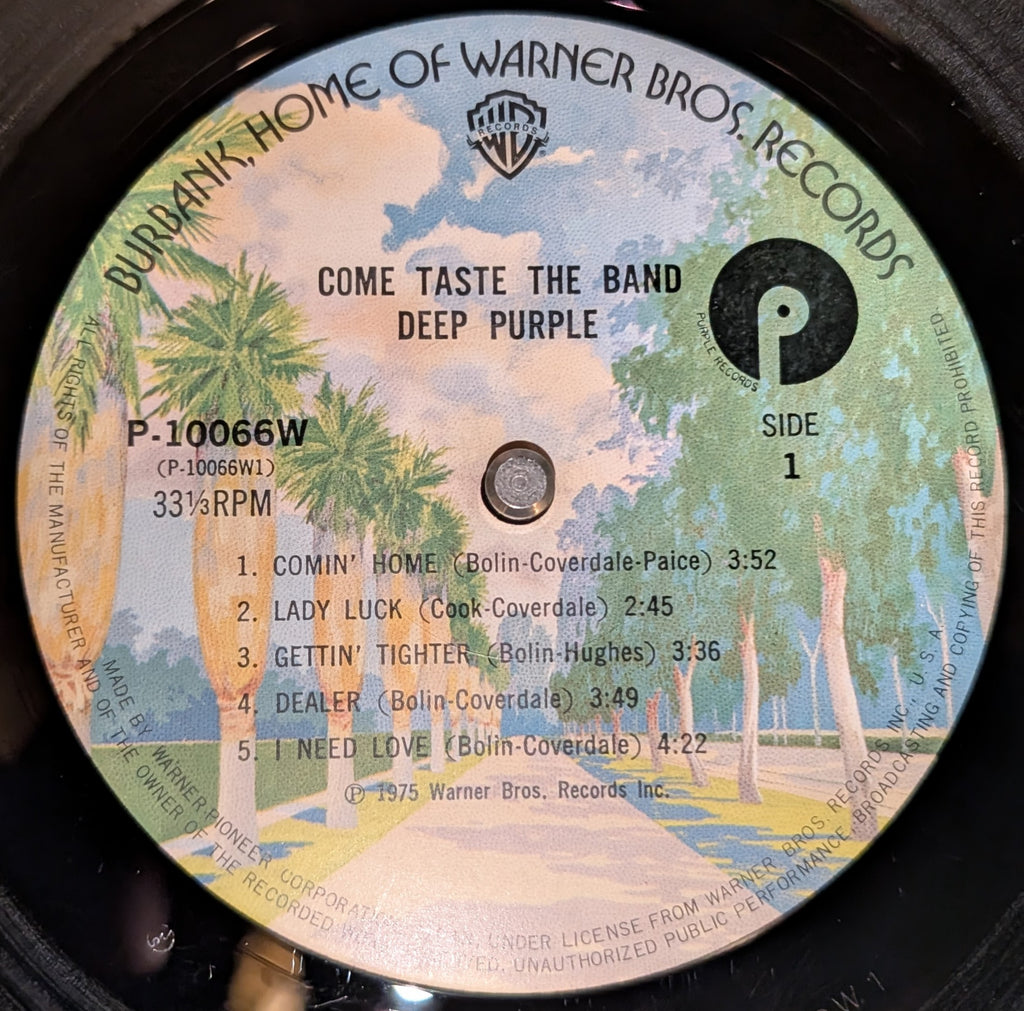 BURBANK, HOME OF WARNER BROS. RECORDS
WB
RECORDS
COME TASTE THE BAND
DEEP PURPLE
P
PURPLE RECORDS
P-10066W
(P-10066W1)
33⅓RPM
SIDE
1
1. COMIN' HOME (Bolin-Coverdale-Paice) 3:52
2. LADY LUCK (Cook-Coverdale) 2:45
3. GETTIN' TIGHTER (Bolin-Hughes) 3:36
4. DEALER (Bolin-Coverdale) 3:49
5. I NEED LOVE (Bolin-Coverdale) 4:22
℗ 1975 Warner Bros. Records Inc.
MADE BY WARNER-PIONEER CORPORATION UNDER LICENSE FROM WARNER BROS. RECORDS INC., U.S.A.
ALL RIGHTS OF THE MANUFACTURER AND OF THE OWNER OF THE RECORDED UNAUTHORIZED PUBLIC PERFORMANCE, BROADCASTING AND COPYING OF THIS RECORD PROHIBITED